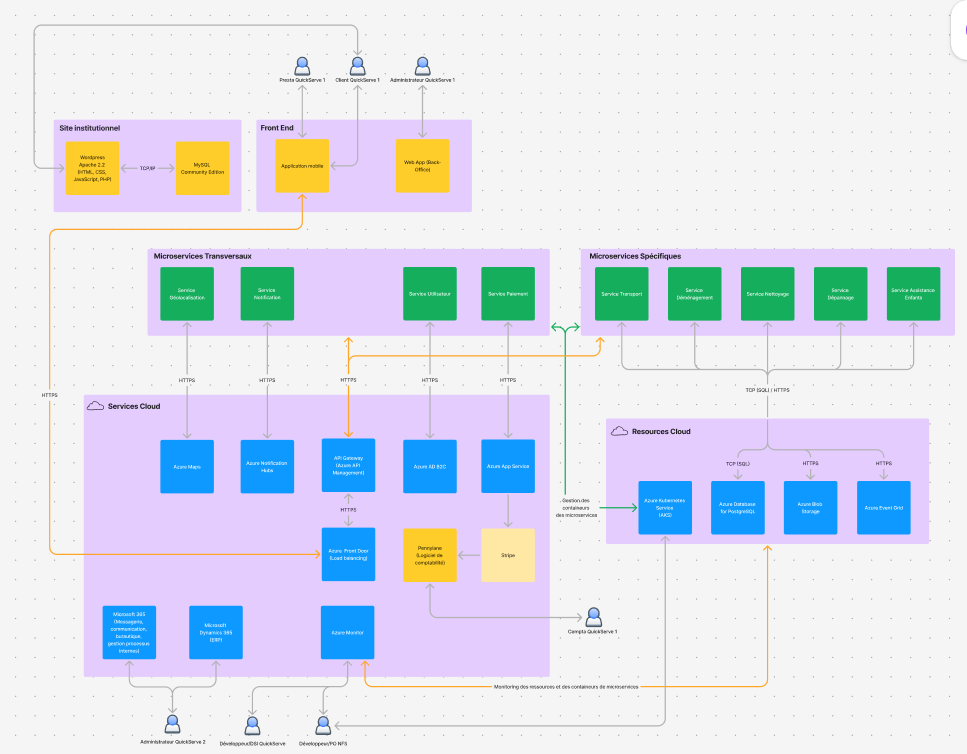 Presta QuickServe 1
Client QuickServe 1
Administrateur QuickServe 1
Site institutionnel
Wordpress
Apache 2.2
(HTML, CSS,
JavaScript, PHP)
TCP/IP
MySQL
Community Edition
Front End
Application mobile
Web App (Back-
Office)
Microservices Transversaux
Service
Géolocalisation
Service
Notification
Service Utilisateur
Service Paiement
Microservices Spécifiques
Service Transport
Service
Déménagement
Service Nettoyage
Service
Dépannage
Service Assistance
Enfants
HTTPS
HTTPS
HTTPS
HTTPS
HTTPS
HTTPS
TCP (SQL) / HTTPS
Services Cloud
Azure Maps
Azure Notification
Hubs
API Gateway
(Azure API
Management)
Azure AD B2C
Azure App Service
HTTPS
Azure Front Door
(Load balancing)
Pennylane
(Logiciel de
comptabilité)
Stripe
Microsoft 365
(Messagerie,
communication,
bureautique,
gestion processus
internes)
Microsoft
Dynamics 365
(ERP)
Azure Monitor
Resources Cloud
TCP (SQL)
HTTPS
HTTPS
Gestion des
containeurs
des microservices
Azure Kubernetes
Service
(AKS)
Azure Database
for PostgreSQL
Azure Blob
Storage
Azure Event Grid
Compta QuickServe 1
Monitoring des ressources et des containeurs de microservices
Administrateur QuickServe 2
Développeur/DSI QuickServe
Développeur/PO NFS